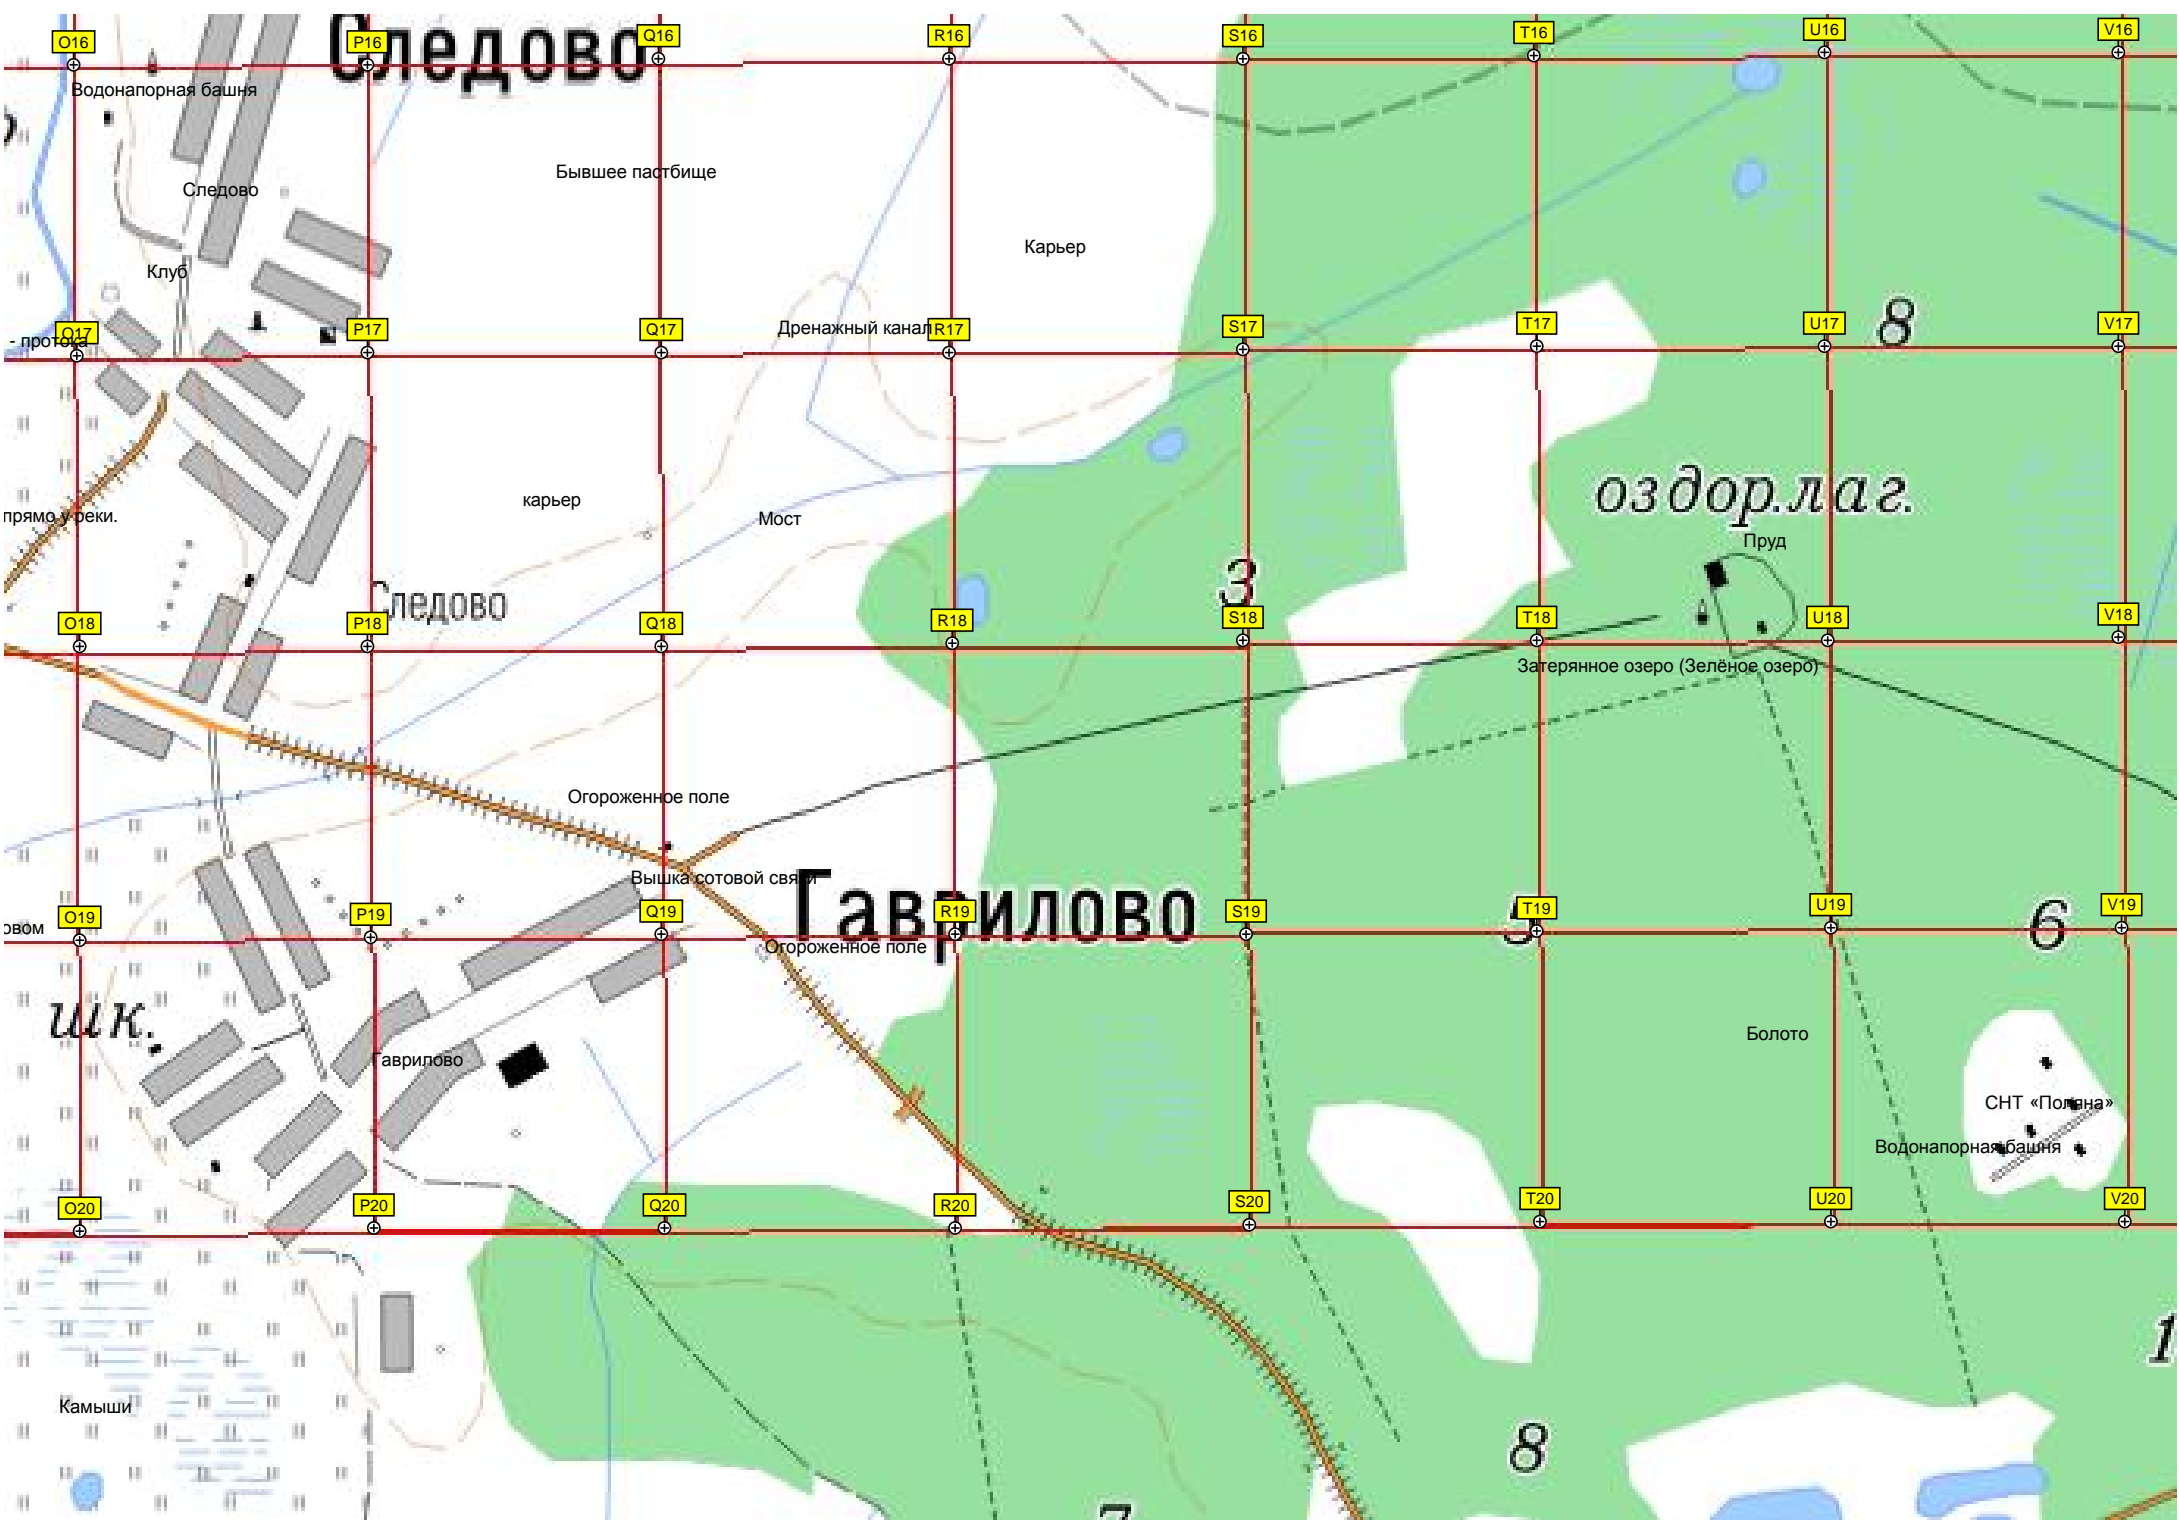 Следово
O16 P16 Q16 R16 S16 T16 U16 V16
Водонапорная башня
Бывшее пастбище
Следово
Карьер
Клуб
8
O17 P17 Q17 R17 S17 T17 U17 V17
- протока
Дренажный канал
оздор.лаг.
карьер
Мост
прямо у реки.
Пруд
3
Следово
O18 P18 Q18 R18 S18 T18 U18 V18
Затерянное озеро (Зелёное озеро)
Огороженное поле
Вышка сотовой связи
Гаврилово
O19 P19 Q19 R19 S19 T19 U19 V19
5
6
овом
Огороженное поле
шк.
Болото
Гаврилово
СНТ «Поляна»
Водонапорная башня
O20 P20 Q20 R20 S20 T20 U20 V20
1
Камыши
8
7